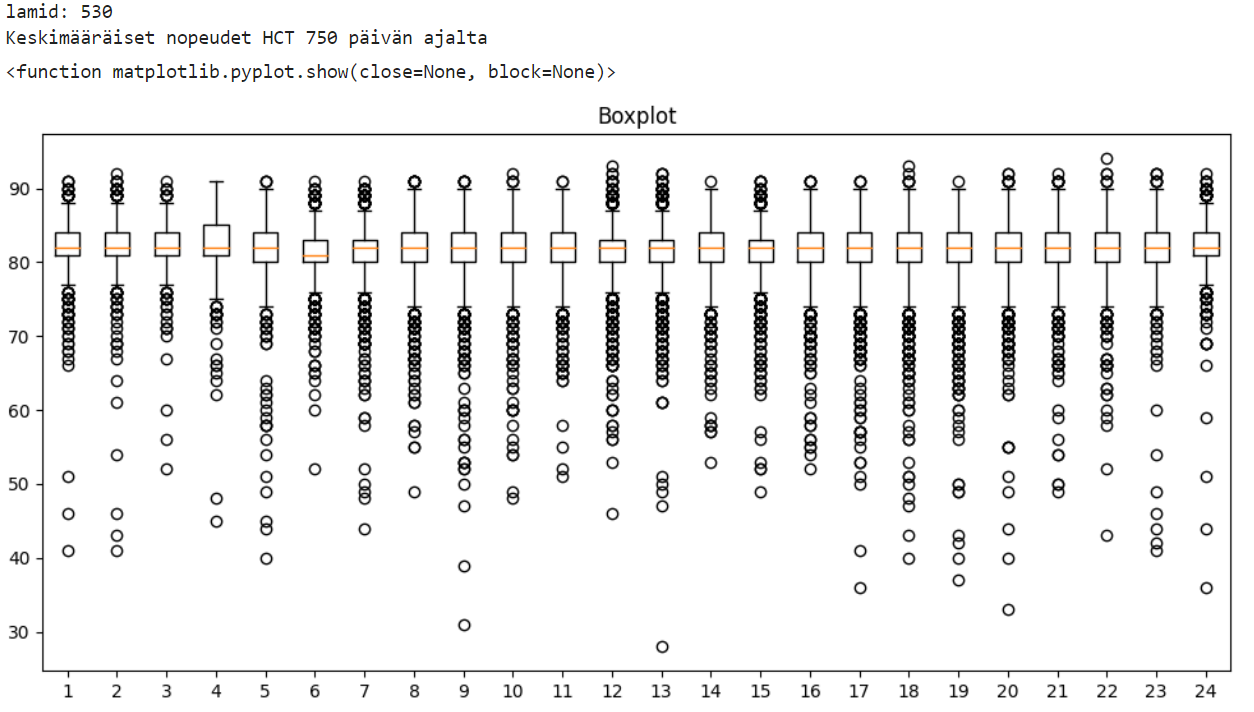 lamid: 530
Keskimääräiset nopeudet HCT 750 päivän ajalta
<function matplotlib.pyplot.show(close=None, block=None)>
Boxplot
90
80
70
60
50
40
30
1 2 3 4 5 6 7 8 9 10 11 12 13 14 15 16 17 18 19 20 21 22 23 24